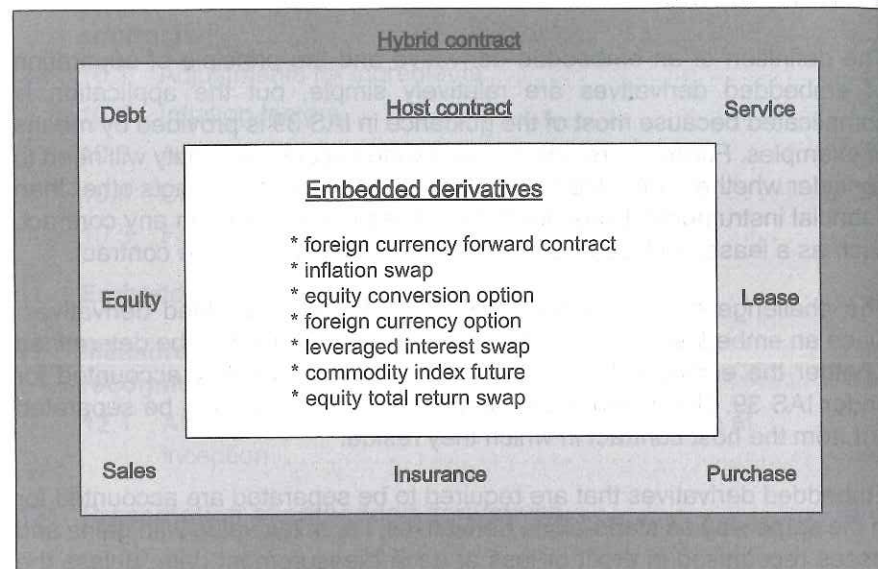 Hybrid contract
Debt Host contract Service
Embedded derivatives
* foreign currency forward contract
* inflation swap
* equity conversion option
* foreign currency option
* leveraged interest swap
* commodity index future
* equity total return swap
Equity Lease
Sales Insurance Purchase